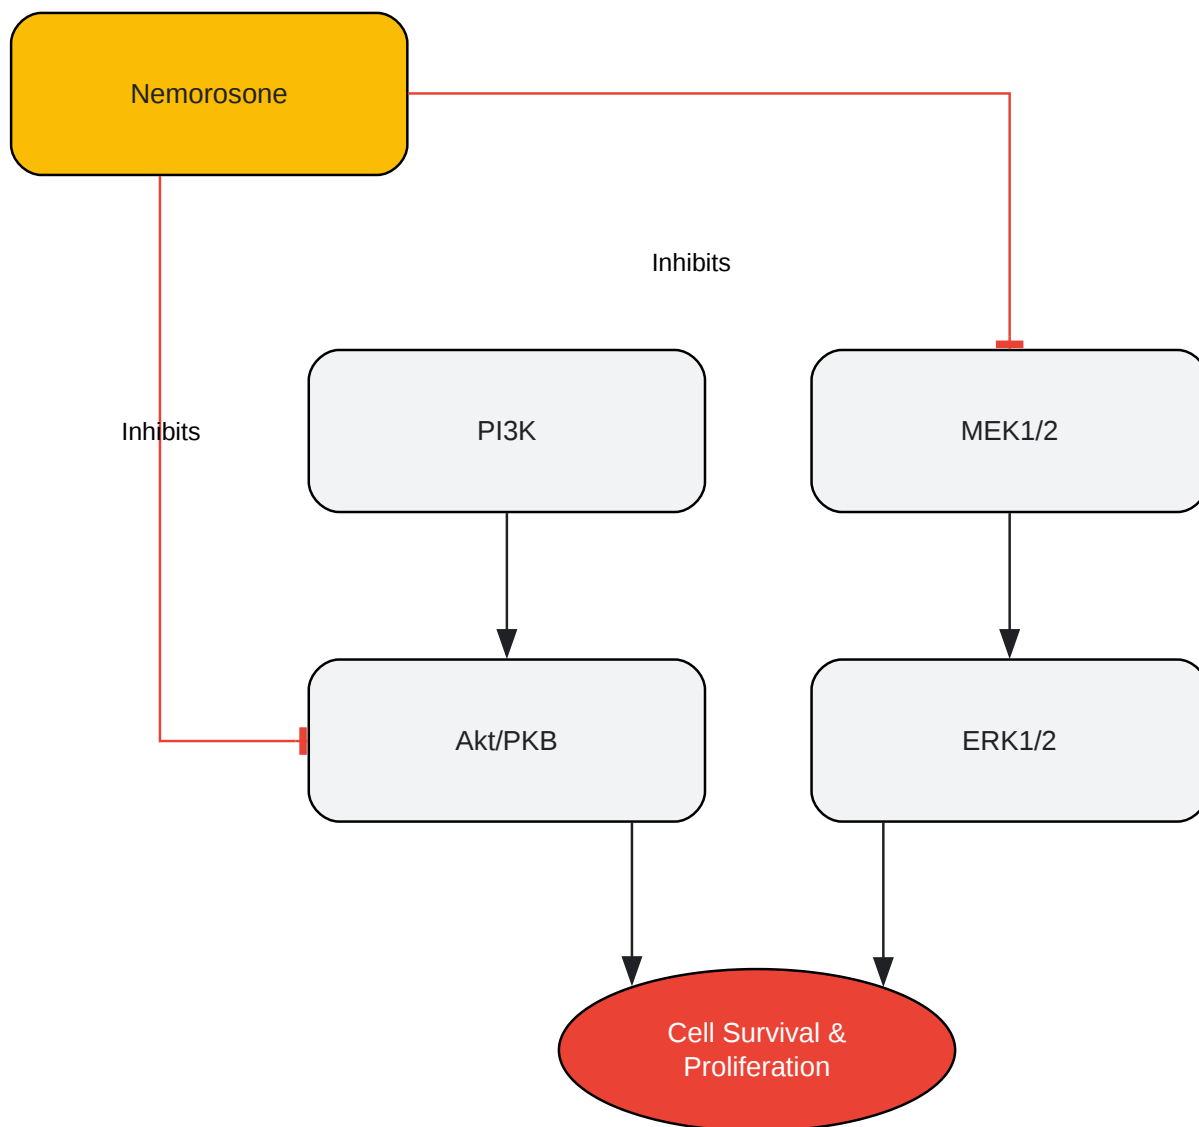 Nemorosone
Inhibits
Inhibits
PI3K
MEK1/2
Akt/PKB
ERK1/2
Cell Survival &
Proliferation